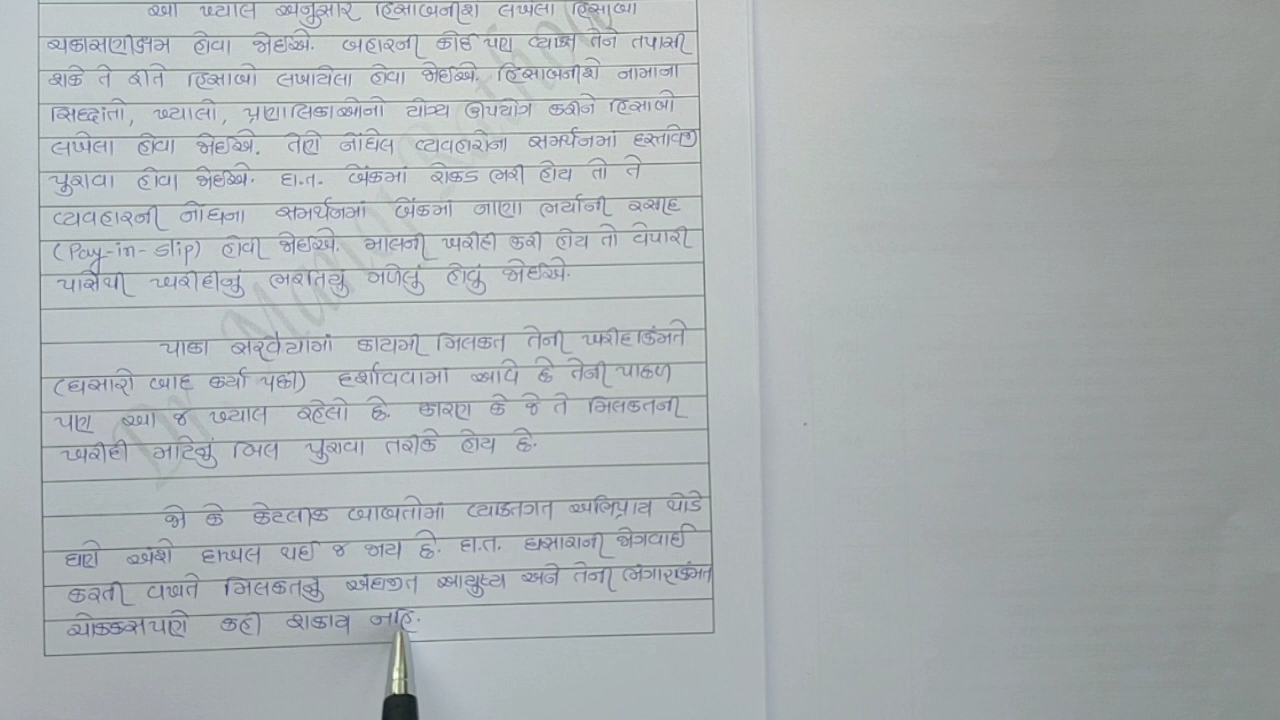 આ ખ્યાલ અનુસાર હિસાબનીશે લખેલા હિસાબો
ચકાસણીક્ષમ હોવા જોઈએ. બહારની કોઈ પણ વ્યક્તિ તેને તપાસી
શકે તે રીતે હિસાબો લખાયેલા હોવા જોઈએ. હિસાબનીશે નામાના
સિદ્ધાંતો, ખ્યાલો, પ્રણાલિકાઓનો યોગ્ય ઉપયોગ કરીને હિસાબો
લખેલા હોવા જોઈએ. તેણે નોંધેલ વ્યવહારોના સમર્થનમાં દસ્તાવેજી
પુરાવા હોવા જોઈએ. દા.ત. બેંકમાં રોકડ ભરી હોય તો તે
વ્યવહારની નોંધના સમર્થનમાં બેંકમાં નાણા ભર્યાની રસીદ
(Pay-in-slip) હોવી જોઈએ. માલની ખરીદી કરી હોય તો વેપારી
પાસેથી ખરીદીનું ભરતિયું મળેલું હોવું જોઈએ.
પાકા સરવૈયામાં કાયમી મિલકત તેની ખરીદકિંમતે
(ઘસારો બાદ કર્યા પછી) દર્શાવવામાં આવે છે તેની પાછળ
પણ આ જ ખ્યાલ રહેલો છે. કારણ કે જે તે મિલકતની
ખરીદી માટેનું બિલ પુરાવા તરીકે હોય છે.
જો કે કેટલીક બાબતોમાં વ્યક્તિગત અભિપ્રાય થોડે
ઘણે અંશે દાખલ થઈ જ જાય છે. દા.ત. ઘસારાની જોગવાઈ
કરતી વખતે મિલકતનું અંદાજીત આયુષ્ય અને તેની ભંગારકિંમત
ચોક્કસપણે કહી શકાય નહિ.